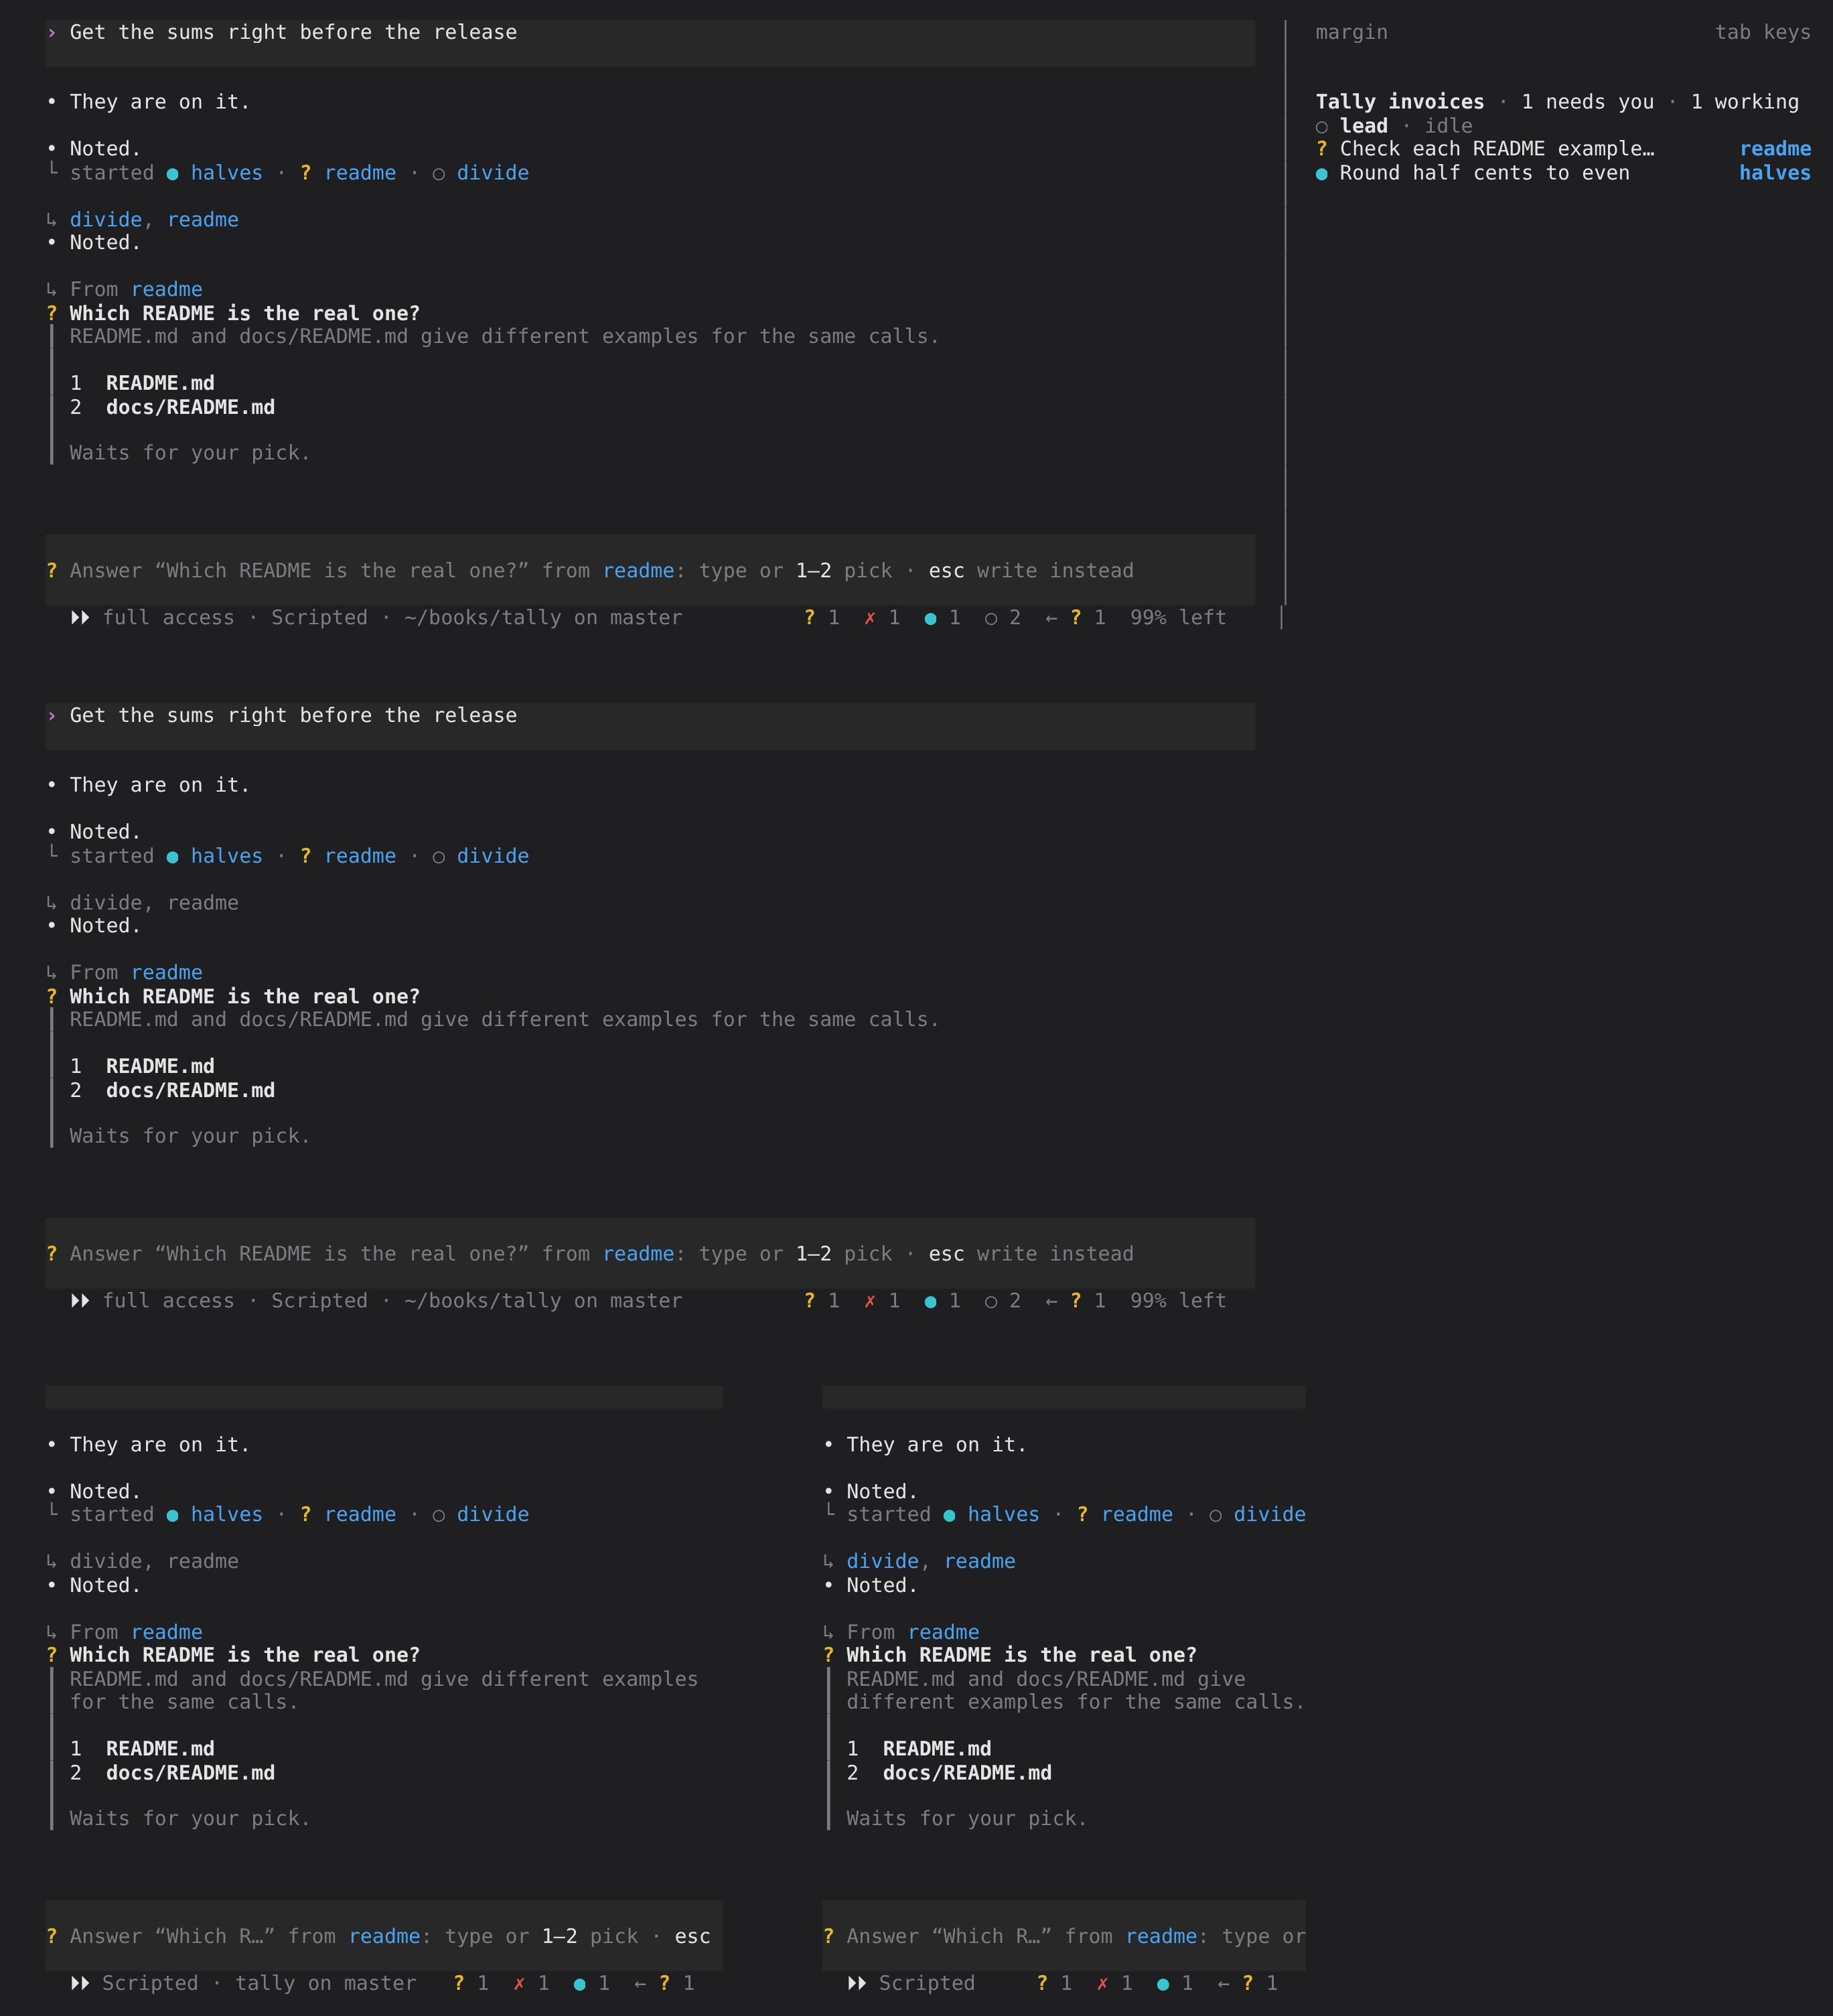 › Get the sums right before the release
margin tab keys
• They are on it.
Tally invoices · 1 needs you · 1 working
○ lead · idle
• Noted.
? Check each README example… readme
└ started ● halves · ? readme · ○ divide
● Round half cents to even halves
↳ divide, readme
• Noted.
↳ From readme
? Which README is the real one?
README.md and docs/README.md give different examples for the same calls.
1 README.md
2 docs/README.md
Waits for your pick.
? Answer “Which README is the real one?” from readme: type or 1–2 pick · esc write instead
⏵⏵ full access · Scripted · ~/books/tally on master ? 1 ✗ 1 ● 1 ○ 2 ← ? 1 99% left
› Get the sums right before the release
• They are on it.
• Noted.
└ started ● halves · ? readme · ○ divide
↳ divide, readme
• Noted.
↳ From readme
? Which README is the real one?
README.md and docs/README.md give different examples for the same calls.
1 README.md
2 docs/README.md
Waits for your pick.
? Answer “Which README is the real one?” from readme: type or 1–2 pick · esc write instead
⏵⏵ full access · Scripted · ~/books/tally on master ? 1 ✗ 1 ● 1 ○ 2 ← ? 1 99% left
• They are on it.
• Noted.
└ started ● halves · ? readme · ○ divide
↳ divide, readme
• Noted.
↳ From readme
? Which README is the real one?
README.md and docs/README.md give different examples
for the same calls.
1 README.md
2 docs/README.md
Waits for your pick.
? Answer “Which R…” from readme: type or 1–2 pick · esc
⏵⏵ Scripted · tally on master ? 1 ✗ 1 ● 1 ← ? 1
• They are on it.
• Noted.
└ started ● halves · ? readme · ○ divide
↳ divide, readme
• Noted.
↳ From readme
? Which README is the real one?
README.md and docs/README.md give
different examples for the same calls.
1 README.md
2 docs/README.md
Waits for your pick.
? Answer “Which R…” from readme: type or
⏵⏵ Scripted ? 1 ✗ 1 ● 1 ← ? 1